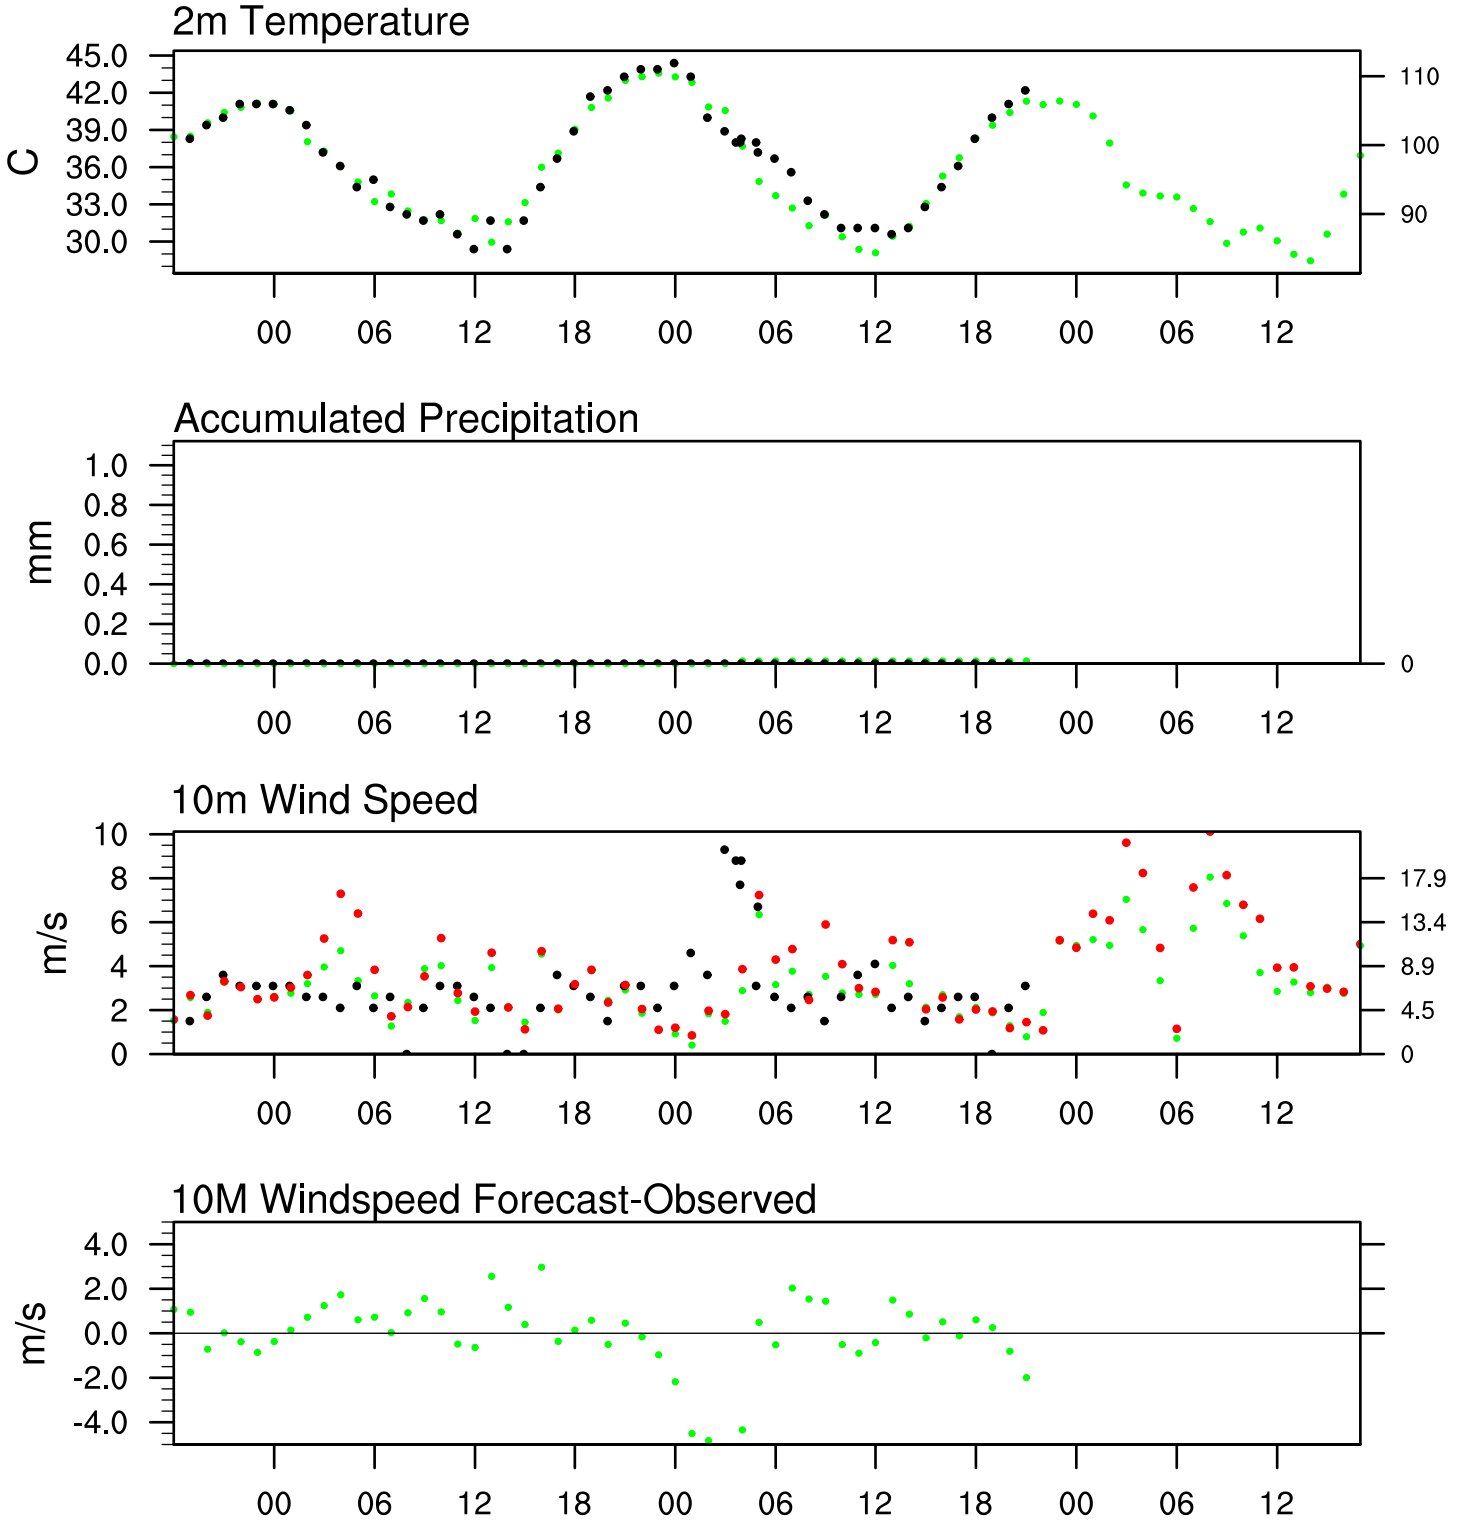 2m Temperature
45.0
42.0
39.0
36.0
33.0
30.0
C
110
100
90
00 06 12 18 00 06 12 18 00 06 12
Accumulated Precipitation
1.0
0.8
0.6
0.4
0.2
0.0
mm
0
00 06 12 18 00 06 12 18 00 06 12
10m Wind Speed
10
8
6
4
2
0
m/s
17.9
13.4
8.9
4.5
0
00 06 12 18 00 06 12 18 00 06 12
10M Windspeed Forecast-Observed
4.0
2.0
0.0
-2.0
-4.0
m/s
00 06 12 18 00 06 12 18 00 06 12